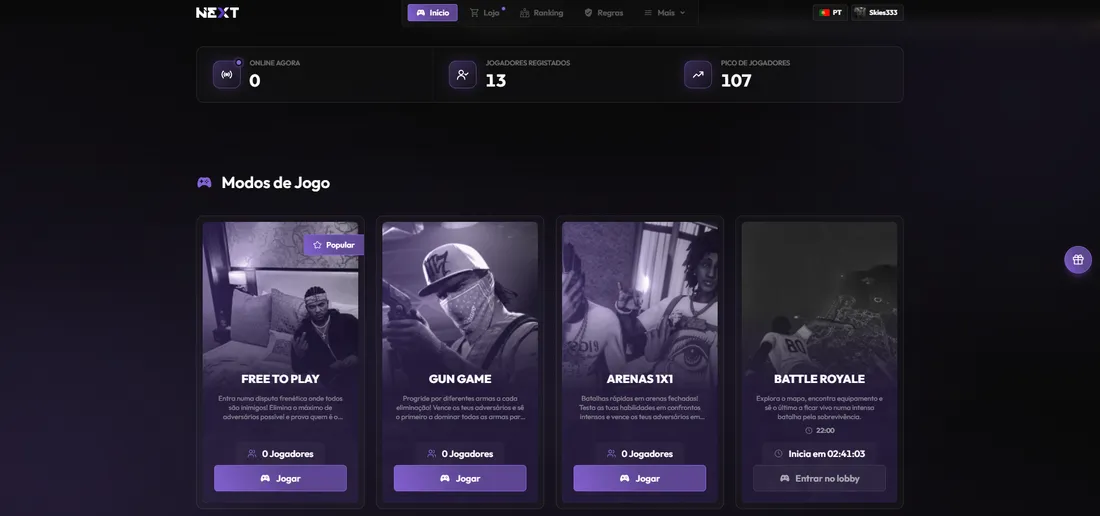 NEXT
Início
Loja
Ranking
Regras
Mais
PT
Skies333
ONLINE AGORA
0
JOGADORES REGISTADOS
13
PICO DE JOGADORES
107
Modos de Jogo
Popular
FREE TO PLAY
Entra numa disputa frenética onde todos
são inimigos! Elimina o máximo de
adversários possível e prova quem é o...
0 Jogadores
Jogar
GUN GAME
Progride por diferentes armas a cada
eliminação! Vence os teus adversários e sê
o primeiro a dominar todas as armas par...
0 Jogadores
Jogar
ARENAS 1X1
Batalhas rápidas em arenas fechadas!
Testa as tuas habilidades em confrontos
intensos e vence os teus adversários em...
0 Jogadores
Jogar
80
BATTLE ROYALE
Explora o mapa, encontra equipamento e
sê o último a ficar vivo numa intensa
batalha pela sobrevivência.
22:00
Inicia em 02:41:03
Entrar no lobby